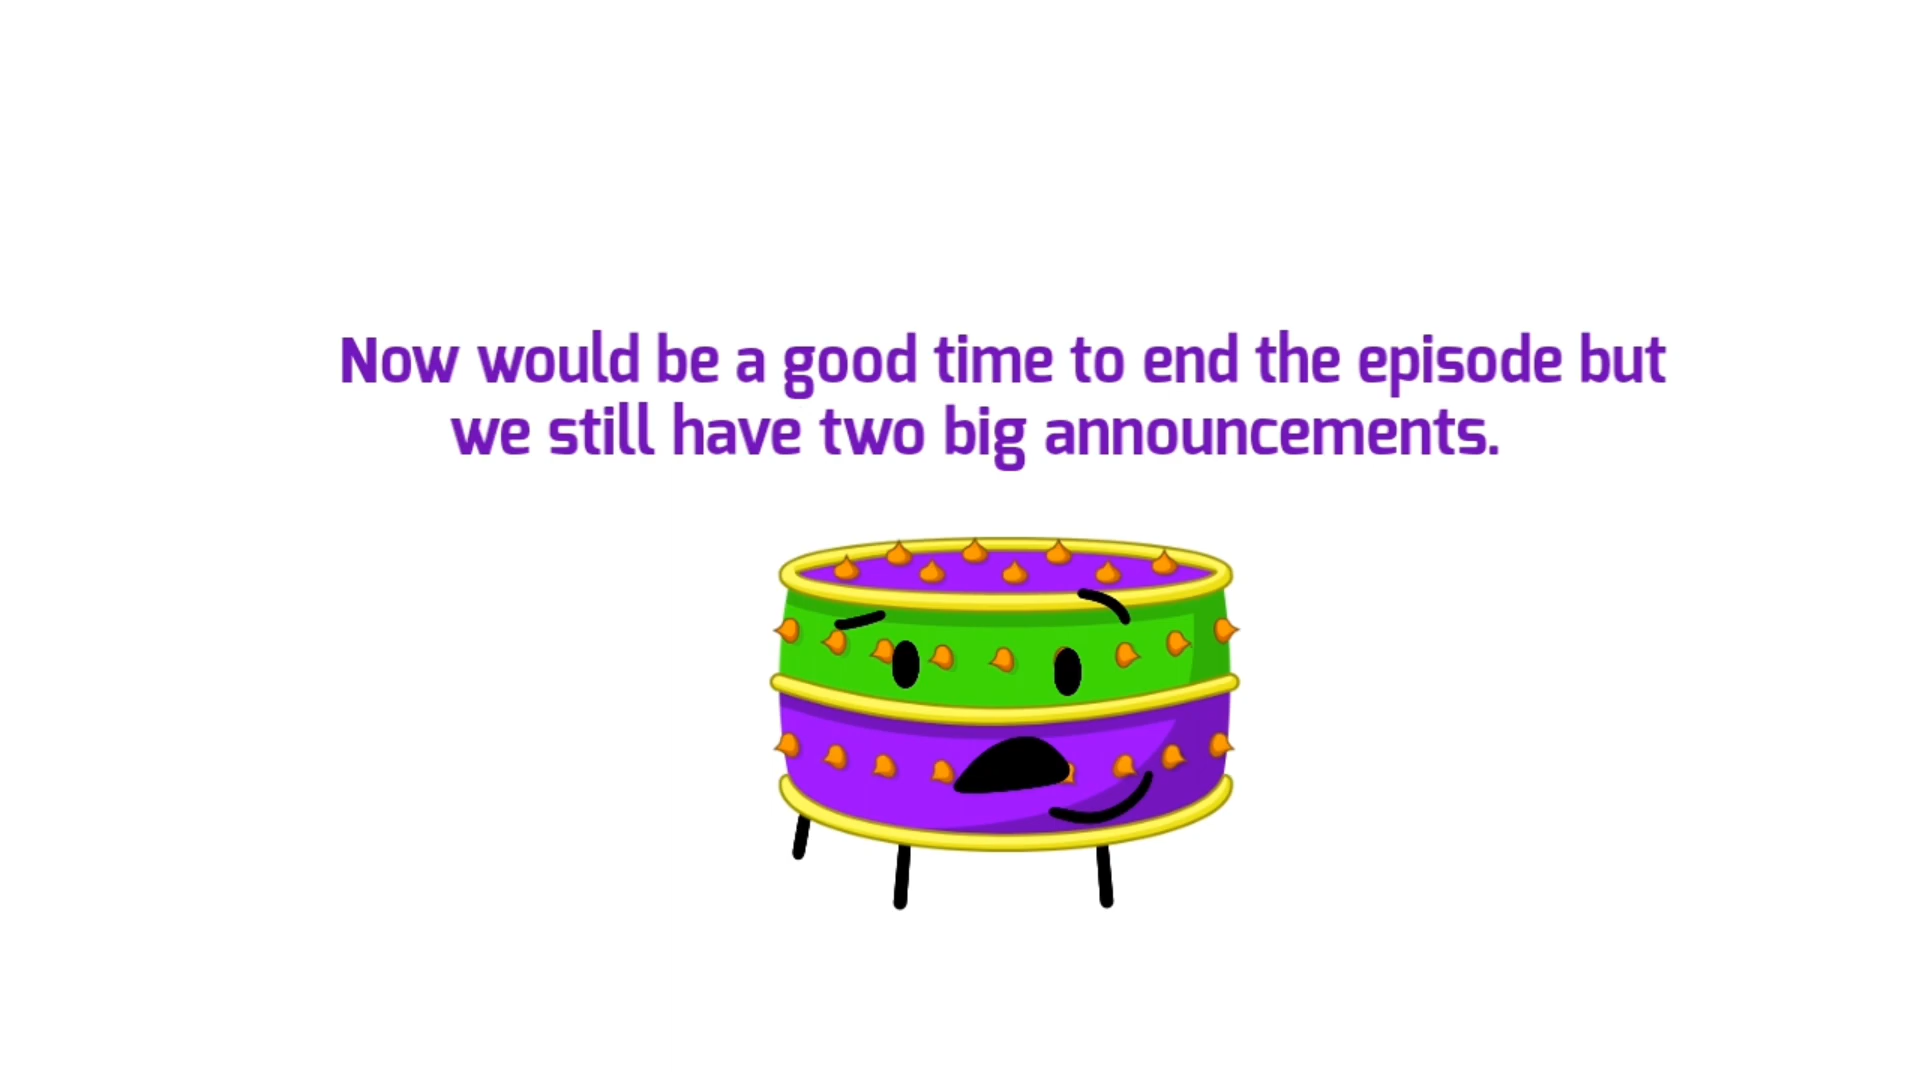 Now would be a good time to end the episode but
we still have two big announcements.